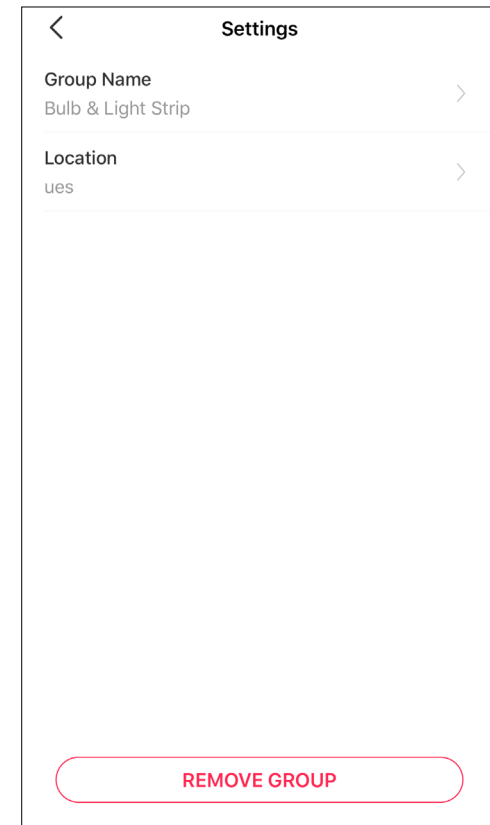 Settings
Group Name
Bulb & Light Strip
Location
ues
REMOVE GROUP